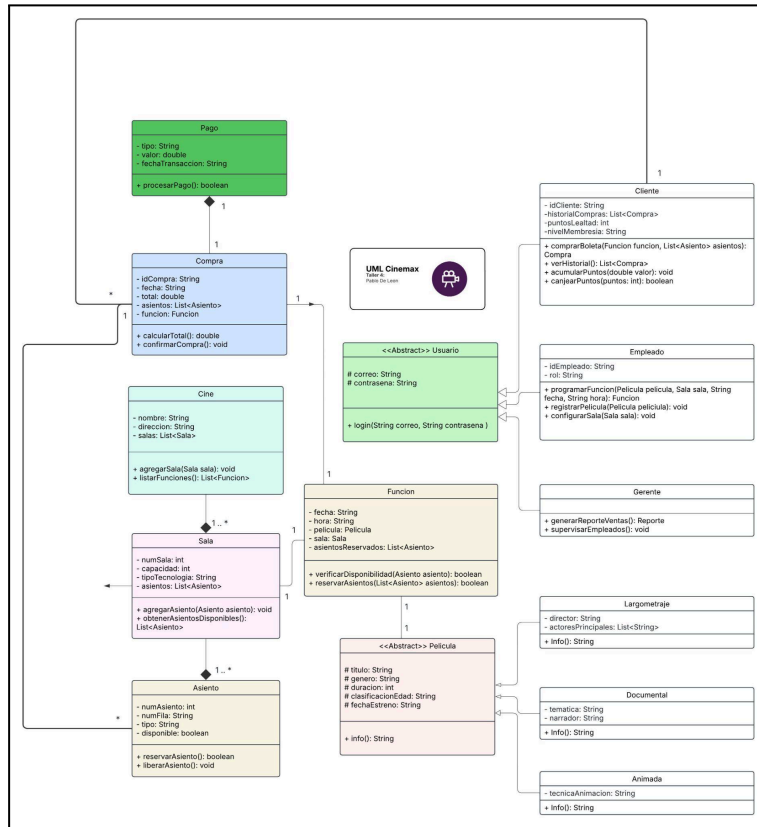 Pago
- tipo: String
- valor: double
- fechaTransaccion: String
+ procesarPago(): boolean
1
1
Compra
- idCompra: String
- fecha: String
- total: double
- asientos: List<Asiento>
- funcion: Funcion
+ calcularTotal(): double
+ confirmarCompra(): void
*
1
1
UML Cinemax
Taller 4:
Pablo De Leon
1
Cliente
- idCliente: String
-historialCompras: List<Compra>
-puntosLealtad: int
-nivelMembresia: String
+ comprarBoleta(Funcion funcion, List<Asiento> asientos):
Compra
+ verHistorial(): List<Compra>
+ acumularPuntos(double valor): void
+ canjearPuntos(puntos: int): boolean
<<Abstract>> Usuario
# correo: String
# contrasena: String
+ login(String correo, String contrasena )
Empleado
- idEmpleado: String
- rol: String
+ programarFuncion(Pelicula pelicula, Sala sala, String
fecha, String hora): Funcion
+ registrarPelicula(Pelicula peliciula): void
+ configurarSala(Sala sala): void
Cine
- nombre: String
- direccion: String
- salas: List<Sala>
+ agregarSala(Sala sala): void
+ listarFunciones(): List<Funcion>
1 .. *
1
Gerente
+ generarReporteVentas(): Reporte
+ supervisarEmpleados(): void
Funcion
- fecha: String
- hora: String
- pelicula: Pelicula
- sala: Sala
- asientosReservados: List<Asiento>
+ verificarDisponibilidad(Asiento asiento): boolean
+ reservarAsientos(List<Asiento> asientos): boolean
1
1
Sala
- numSala: int
- capacidad: int
- tipoTecnologia: String
- asientos: List<Asiento>
+ agregarAsiento(Asiento asiento): void
+ obtenerAsientosDisponibles():
List<Asiento>
1 .. *
1
1
Largometraje
- director: String
- actoresPrincipales: List<String>
+ Info(): String
<<Abstract>> Pelicula
# titulo: String
# genero: String
# duracion: int
# clasificacionEdad: String
# fechaEstreno: String
+ info(): String
Asiento
- numAsiento: int
- numFila: String
- tipo: String
- disponible: boolean
+ reservarAsiento(): boolean
+ liberarAsiento(): void
*
Documental
- tematica: String
- narrador: String
+ Info(): String
Animada
- tecnicaAnimacion: String
+ Info(): String